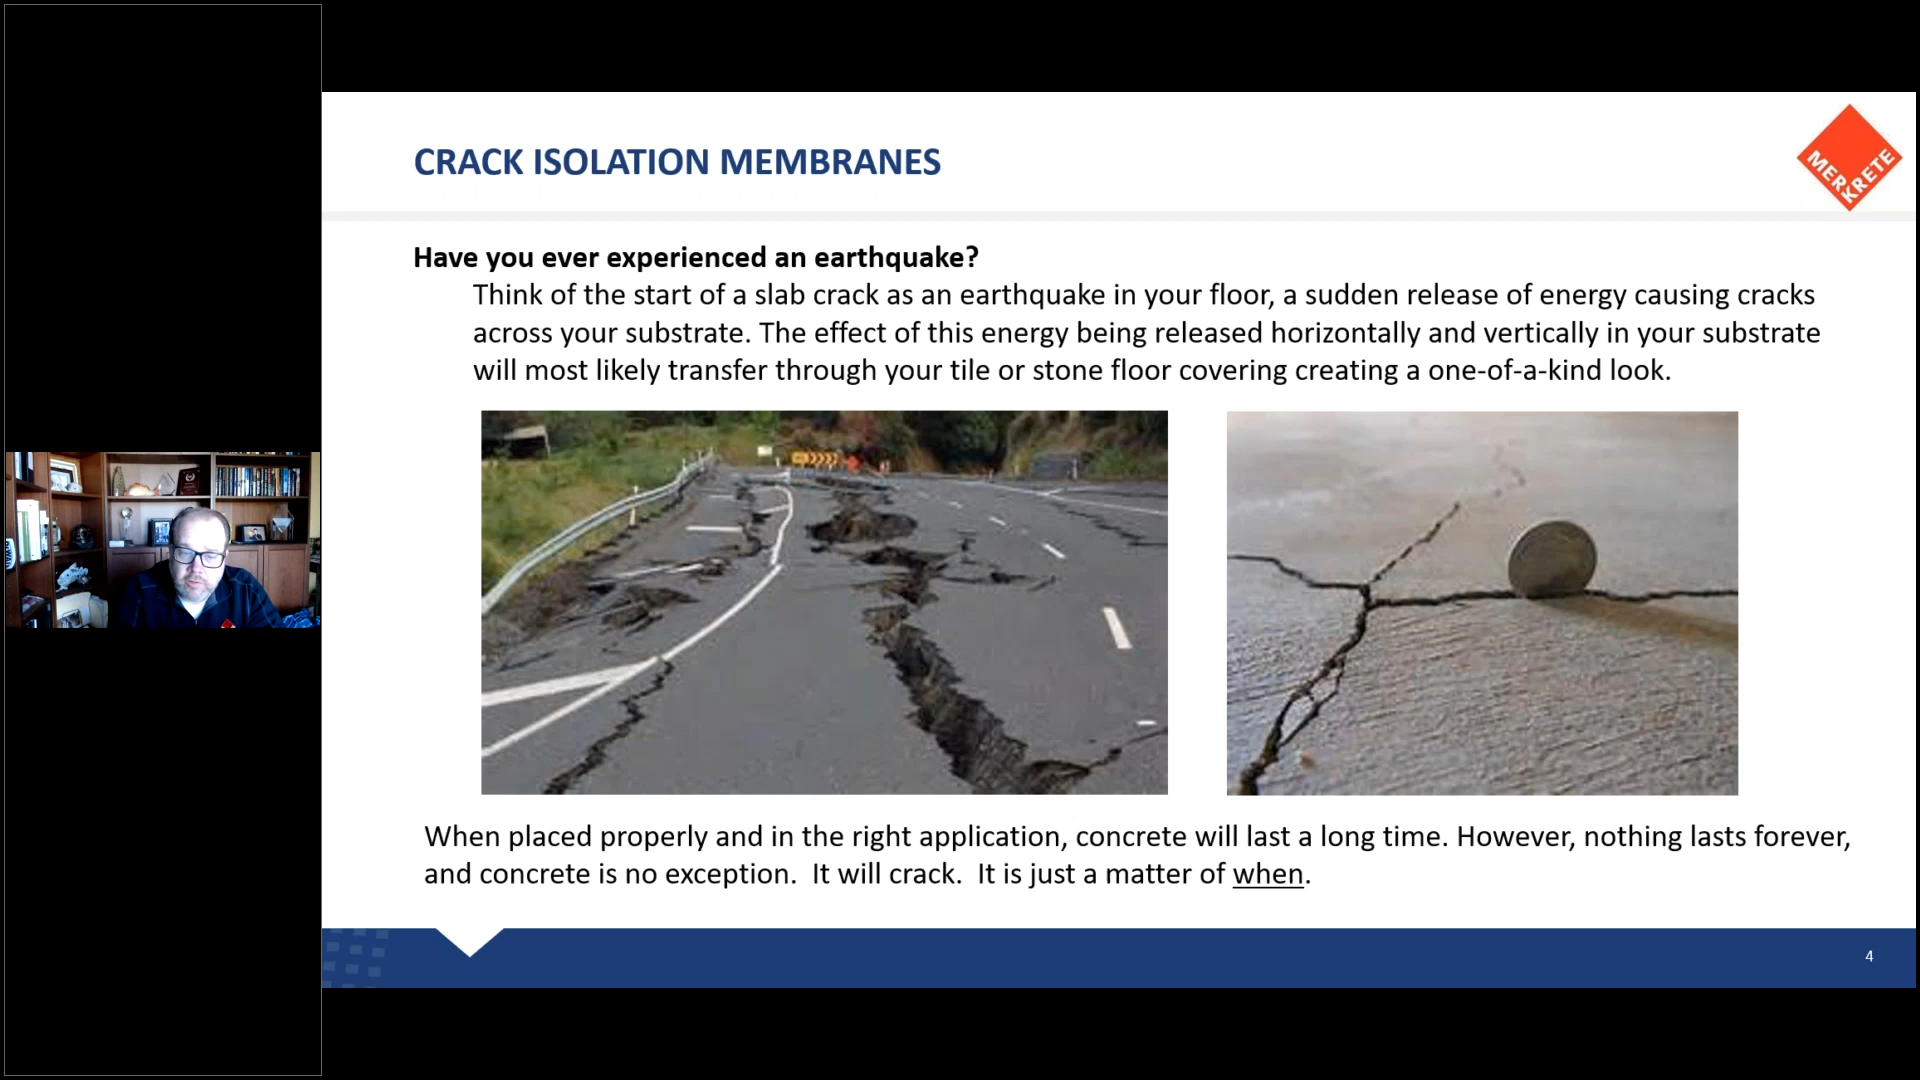 CRACK ISOLATION MEMBRANES
MERKRETE
Have you ever experienced an earthquake?
Think of the start of a slab crack as an earthquake in your floor, a sudden release of energy causing cracks
across your substrate. The effect of this energy being released horizontally and vertically in your substrate
will most likely transfer through your tile or stone floor covering creating a one-of-a-kind look.
When placed properly and in the right application, concrete will last a long time. However, nothing lasts forever,
and concrete is no exception.  It will crack.  It is just a matter of when.
4